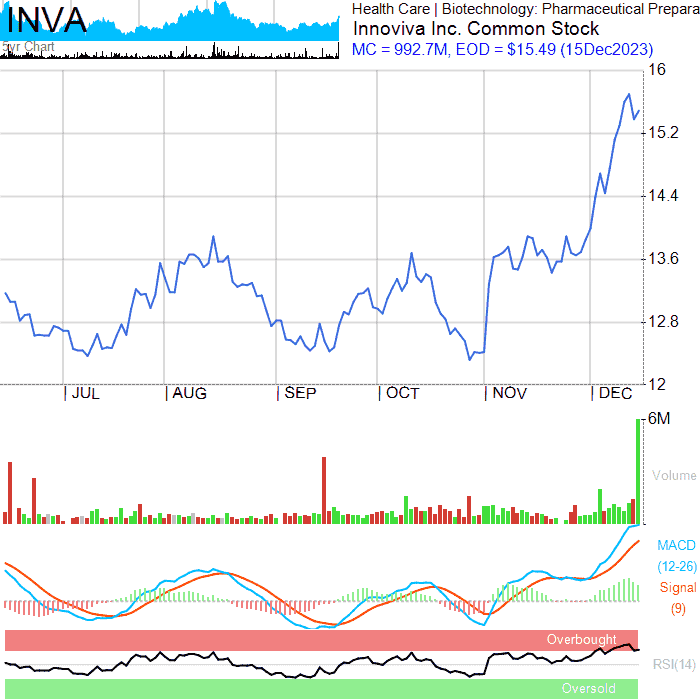 INVA
5yr Chart
Health Care | Biotechnology: Pharmaceutical Prepara
Innoviva Inc. Common Stock
MC = 992.7M, EOD = $15.49 (15Dec2023)
16
15.2
14.4
13.6
12.8
12
JUL AUG SEP OCT NOV DEC
6M
Volume
MACD
(12-26)
Signal
(9)
Overbought
RSI(14)
Oversold